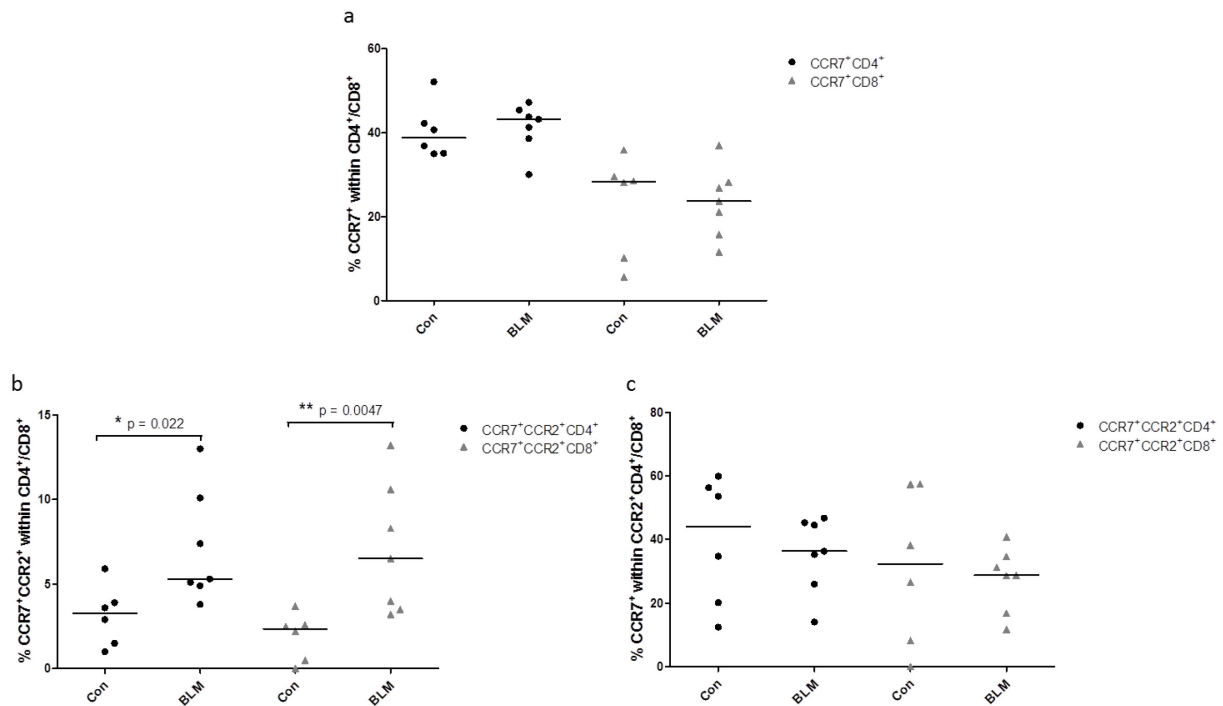 a
% CCR7⁺ within CD4⁺/CD8⁺
60
40
20
0
Con
BLM
Con
BLM
CCR7⁺CD4⁺
CCR7⁺CD8⁺
b
% CCR7⁺CCR2⁺ within CD4⁺/CD8⁺
15
10
5
0
* p = 0.022
** p = 0.0047
Con
BLM
Con
BLM
CCR7⁺CCR2⁺CD4⁺
CCR7⁺CCR2⁺CD8⁺
c
% CCR7⁺ within CCR2⁺CD4⁺/CD8⁺
80
60
40
20
0
Con
BLM
Con
BLM
CCR7⁺CCR2⁺CD4⁺
CCR7⁺CCR2⁺CD8⁺